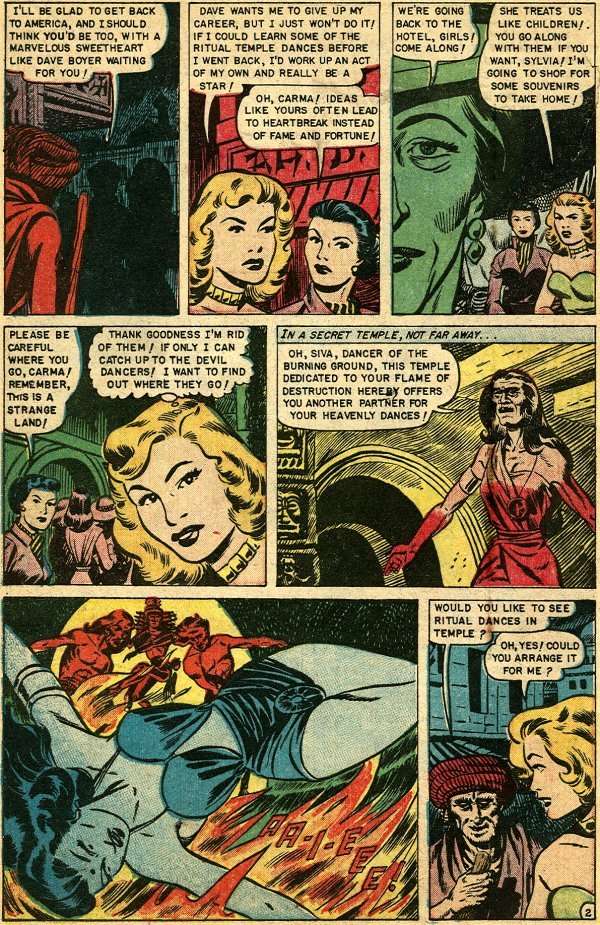 I'LL BE GLAD TO GET BACK
TO AMERICA, AND I SHOULD
THINK YOU'D BE TOO, WITH A
MARVELOUS SWEETHEART
LIKE DAVE BOYER WAITING
FOR YOU!
DAVE WANTS ME TO GIVE UP MY
CAREER, BUT I JUST WON'T DO IT!
IF I COULD LEARN SOME OF THE
RITUAL TEMPLE DANCES BEFORE
I WENT BACK, I'D WORK UP AN ACT
OF MY OWN AND REALLY BE A
STAR!
OH, CARMA! IDEAS
LIKE YOURS OFTEN LEAD
TO HEARTBREAK INSTEAD
OF FAME AND FORTUNE!
WE'RE GOING
BACK TO THE
HOTEL, GIRLS!
COME ALONG!
SHE TREATS US
LIKE CHILDREN!
YOU GO ALONG
WITH THEM IF YOU
WANT, SYLVIA! I'M
GOING TO SHOP FOR
SOME SOUVENIRS
TO TAKE HOME!
PLEASE BE
CAREFUL
WHERE YOU
GO, CARMA!
REMEMBER,
THIS IS A
STRANGE
LAND!
THANK GOODNESS I'M RID
OF THEM! IF ONLY I CAN
CATCH UP TO THE DEVIL
DANCERS! I WANT TO FIND
OUT WHERE THEY GO!
IN A SECRET TEMPLE, NOT FAR AWAY...
OH, SIVA, DANCER OF THE
BURNING GROUND, THIS TEMPLE
DEDICATED TO YOUR FLAME OF
DESTRUCTION HEREBY OFFERS
YOU ANOTHER PARTNER FOR
YOUR HEAVENLY DANCES!
AA-I-EEEE!
WOULD YOU LIKE TO SEE
RITUAL DANCES IN
TEMPLE?
OH, YES! COULD
YOU ARRANGE IT
FOR ME?
2